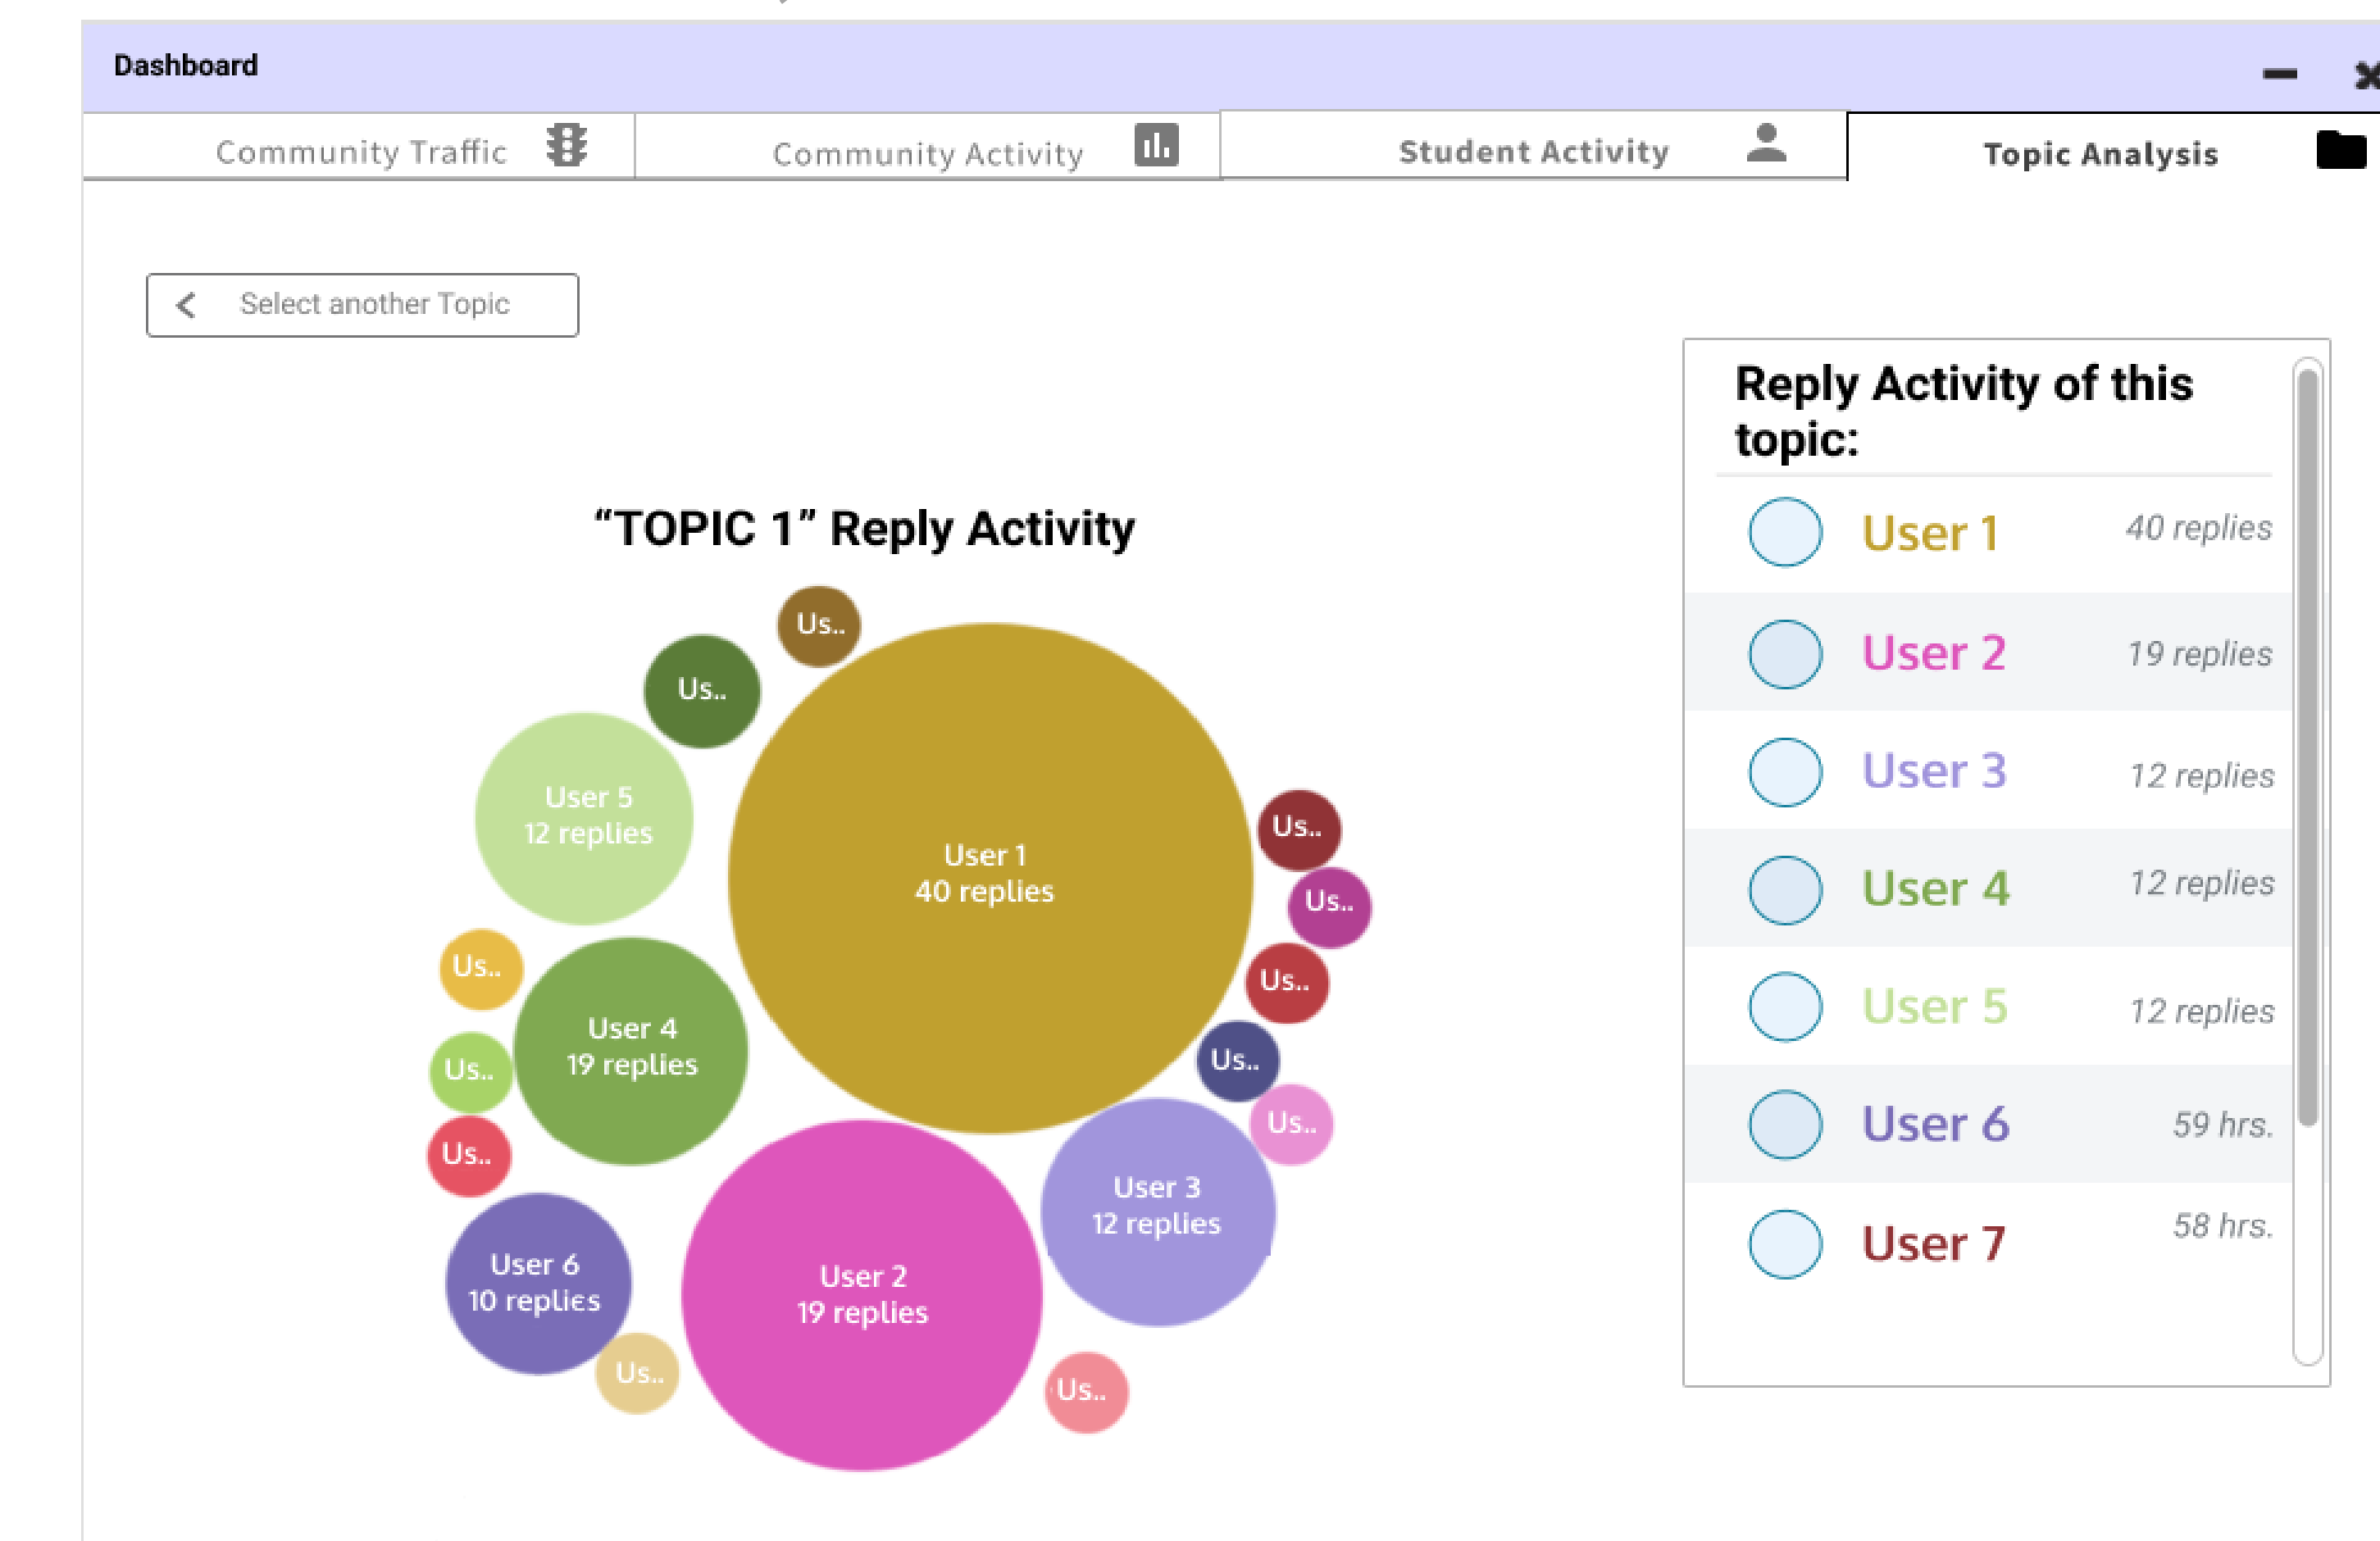 Dashboard
Community Traffic
Community Activity
Student Activity
Topic Analysis
Select another Topic
“TOPIC 1” Reply Activity
Us..
Us..
User 5
12 replies
User 1
40 replies
Us..
Us..
Us..
Us..
User 4
19 replies
Us..
Us..
Us..
Us..
User 3
12 replies
User 6
10 replies
User 2
19 replies
Us..
Us..
Reply Activity of this
topic:
User 1 40 replies
User 2 19 replies
User 3 12 replies
User 4 12 replies
User 5 12 replies
User 6 59 hrs.
User 7 58 hrs.